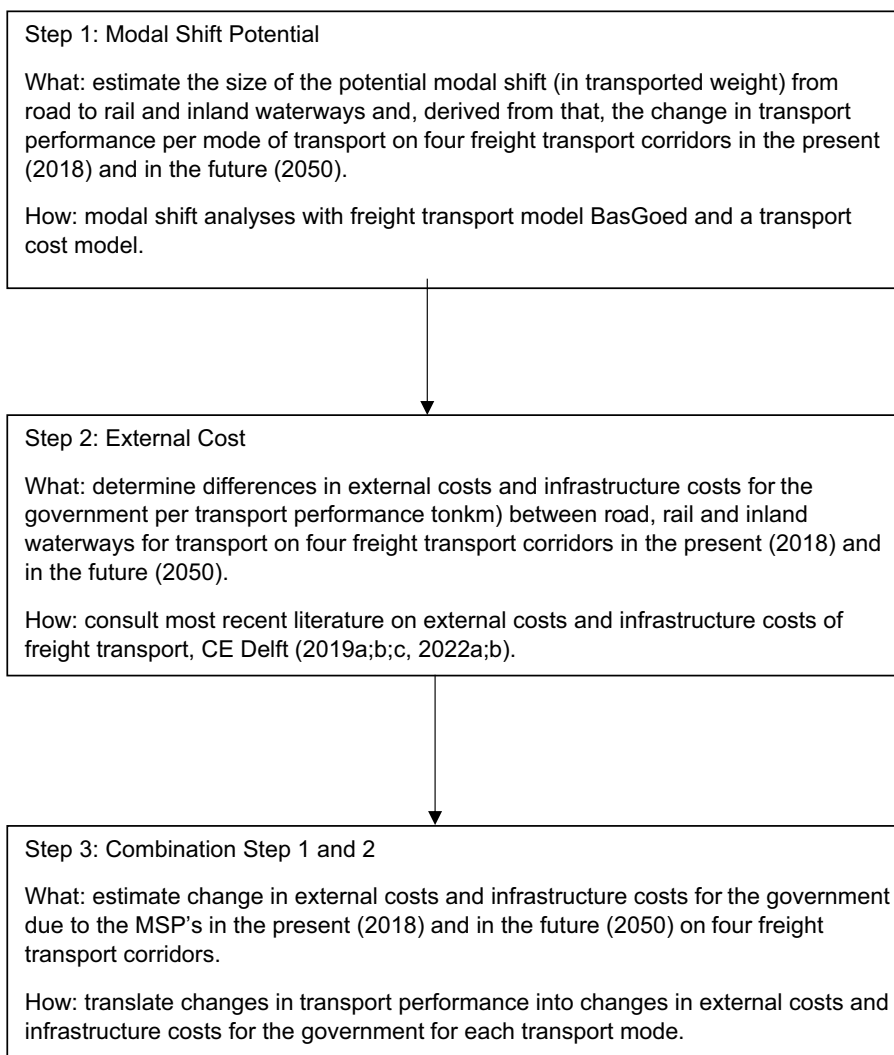 Step 1: Modal Shift Potential
What: estimate the size of the potential modal shift (in transported weight) from
road to rail and inland waterways and, derived from that, the change in transport
performance per mode of transport on four freight transport corridors in the present
(2018) and in the future (2050).
How: modal shift analyses with freight transport model BasGoed and a transport
cost model.
Step 2: External Cost
What: determine differences in external costs and infrastructure costs for the
government per transport performance tonkm) between road, rail and inland
waterways for transport on four freight transport corridors in the present (2018) and
in the future (2050).
How: consult most recent literature on external costs and infrastructure costs of
freight transport, CE Delft (2019a;b;c, 2022a;b).
Step 3: Combination Step 1 and 2
What: estimate change in external costs and infrastructure costs for the government
due to the MSP's in the present (2018) and in the future (2050) on four freight
transport corridors.
How: translate changes in transport performance into changes in external costs and
infrastructure costs for the government for each transport mode.